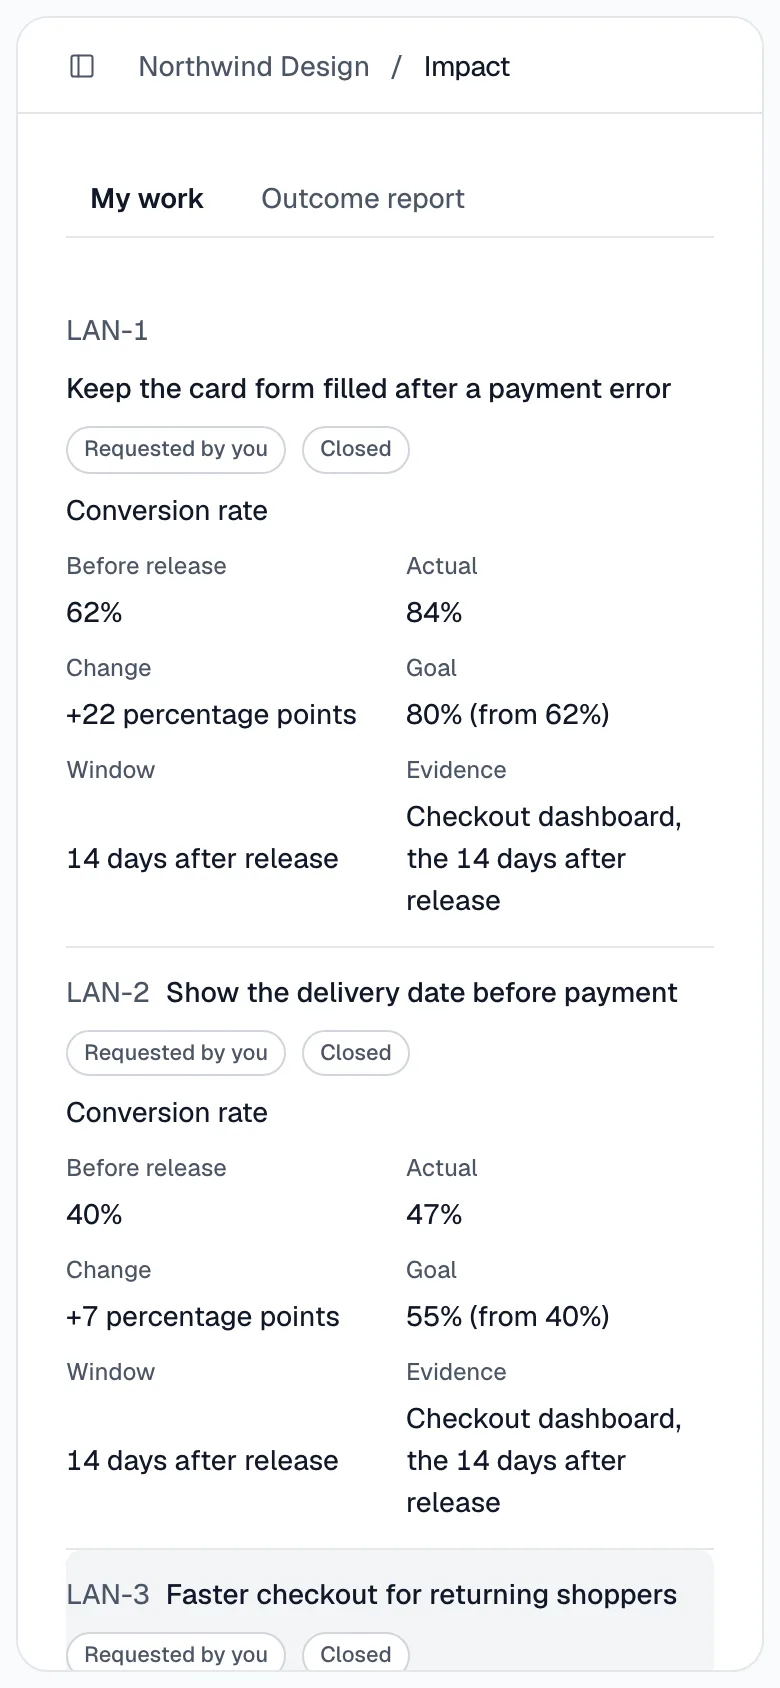 Northwind Design / Impact
My work Outcome report
LAN-1
Keep the card form filled after a payment error
Requested by you Closed
Conversion rate
Before release Actual
62% 84%
Change Goal
+22 percentage points 80% (from 62%)
Window Evidence
Checkout dashboard,
14 days after release the 14 days after
release
LAN-2 Show the delivery date before payment
Requested by you Closed
Conversion rate
Before release Actual
40% 47%
Change Goal
+7 percentage points 55% (from 40%)
Window Evidence
Checkout dashboard,
14 days after release the 14 days after
release
LAN-3 Faster checkout for returning shoppers
Requested by you Closed